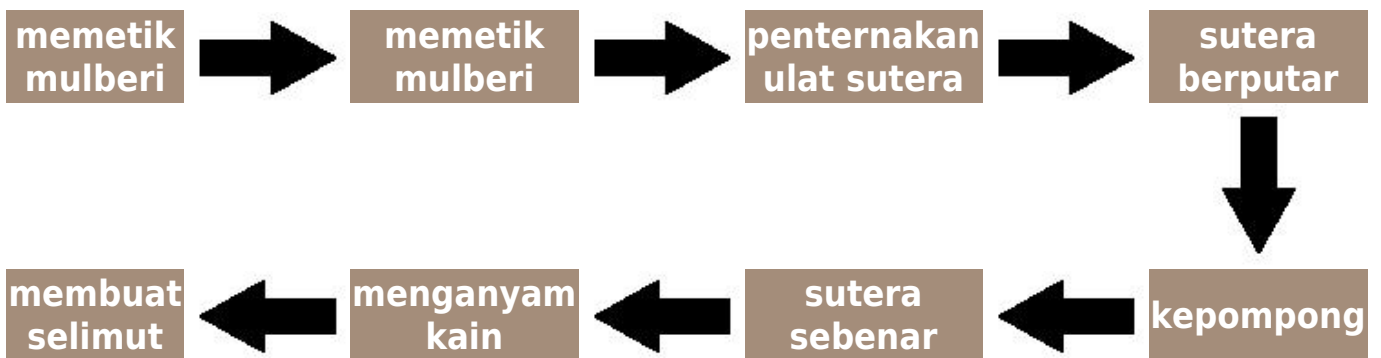 memetik
mulberi
memetik
mulberi
penternakan
ulat sutera
sutera
berputar
kepompong
sutera
sebenar
menganyam
kain
membuat
selimut